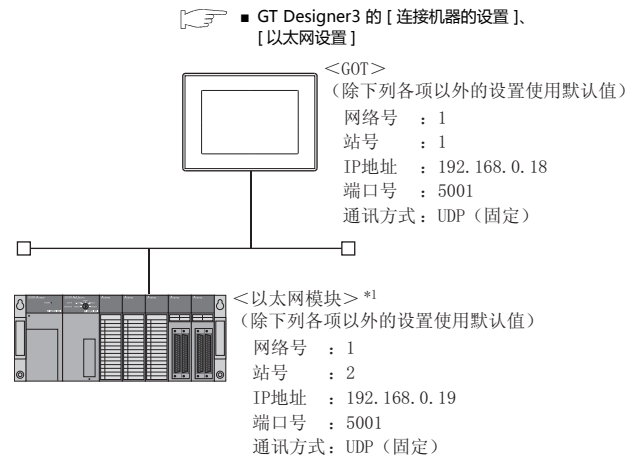 ■ GT Designer3 的 [ 连接机器的设置 ]、
[ 以太网设置 ]
＜GOT＞
（除下列各项以外的设置使用默认值）
网络号 ：1
站号 ：1
IP地址 ：192.168.0.18
端口号 ：5001
通讯方式：UDP（固定）
＜以太网模块＞*1
（除下列各项以外的设置使用默认值）
网络号 ：1
站号 ：2
IP地址 ：192.168.0.19
端口号 ：5001
通讯方式：UDP（固定）